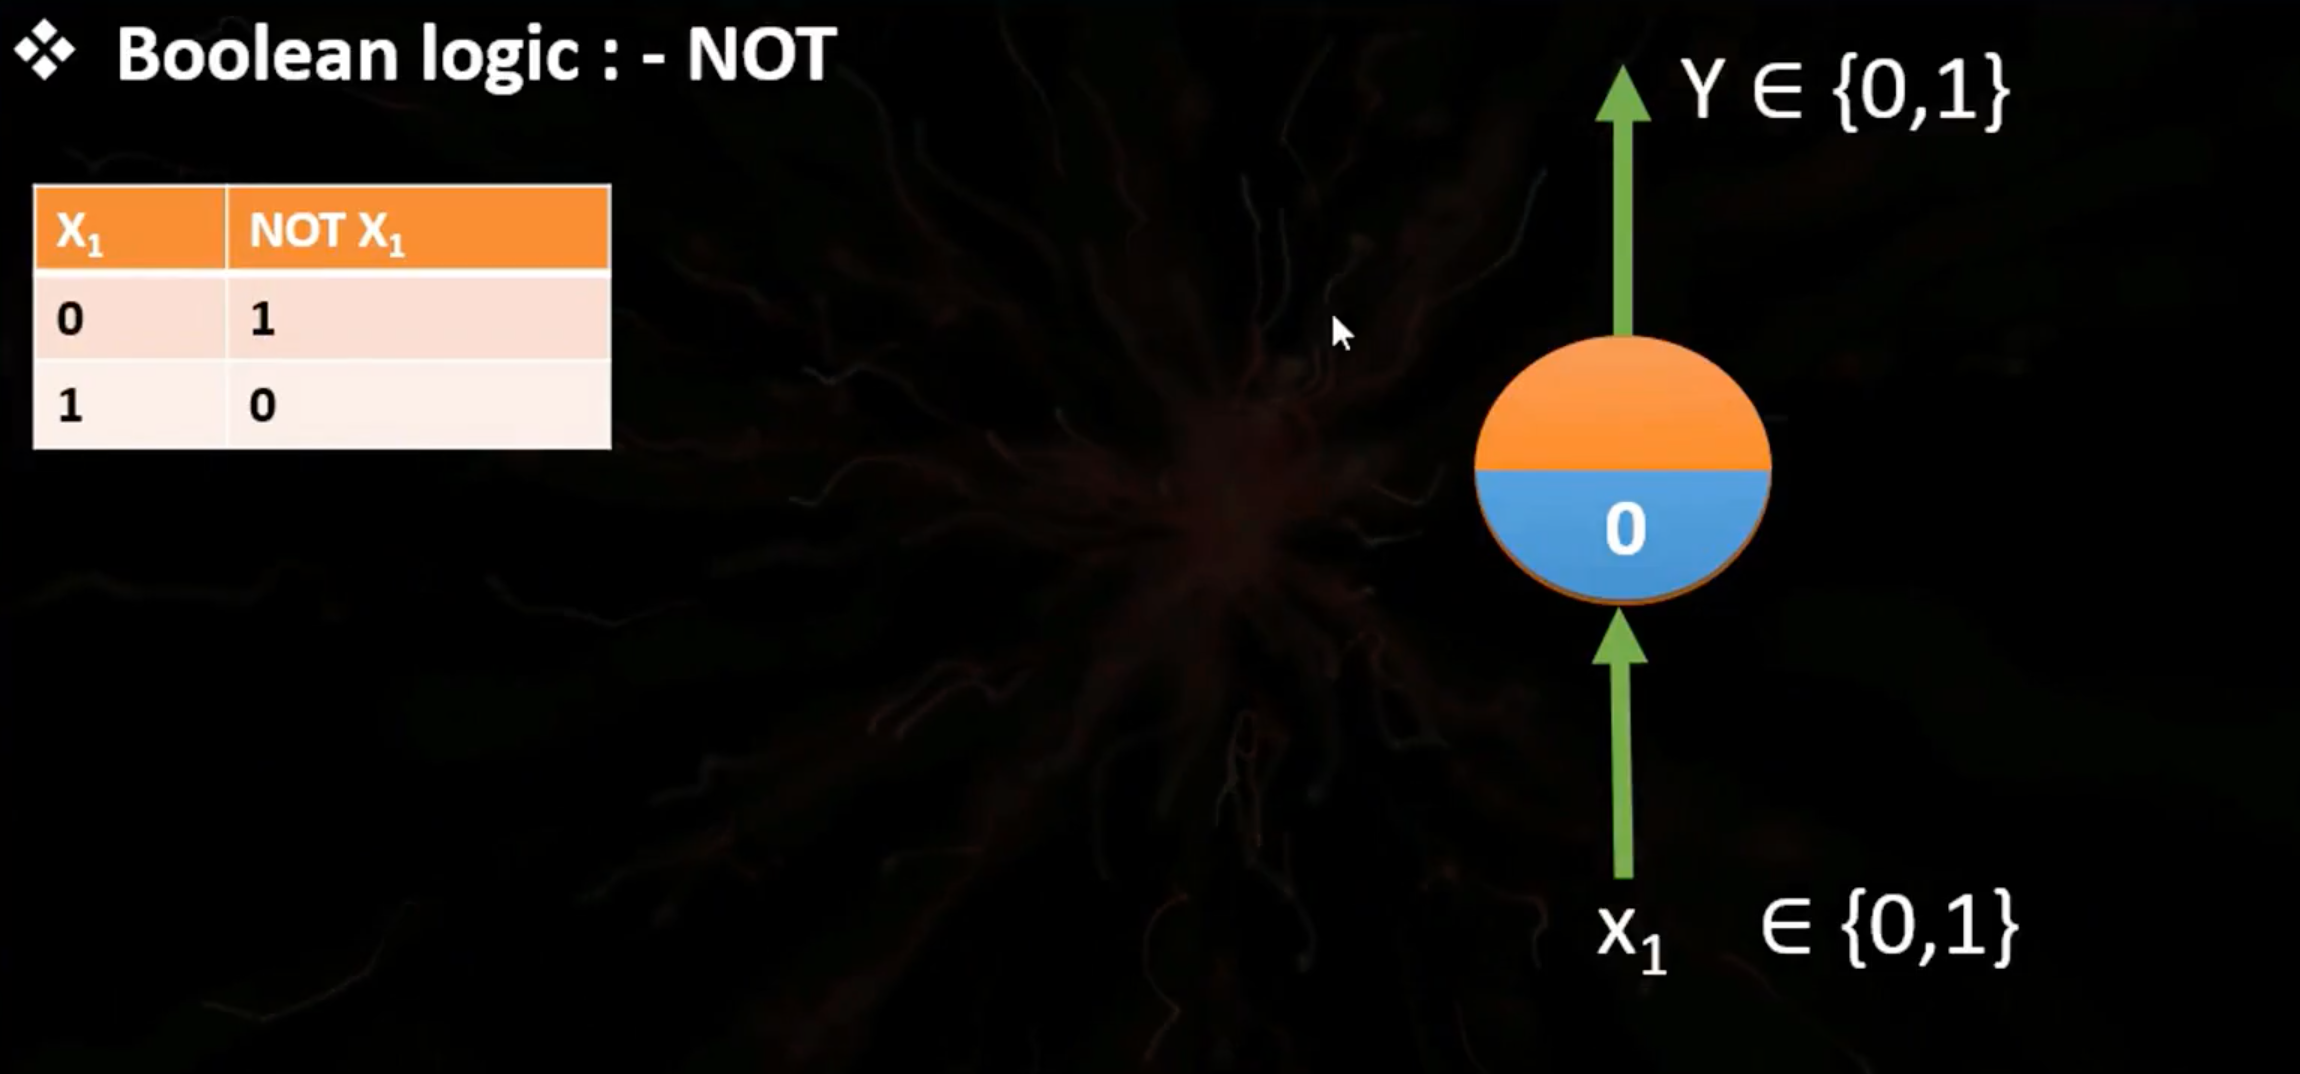 ❖ Boolean logic : - NOT
X₁ NOT X₁
0 1
1 0
Y ∈ {0,1}
0
x₁ ∈ {0,1}